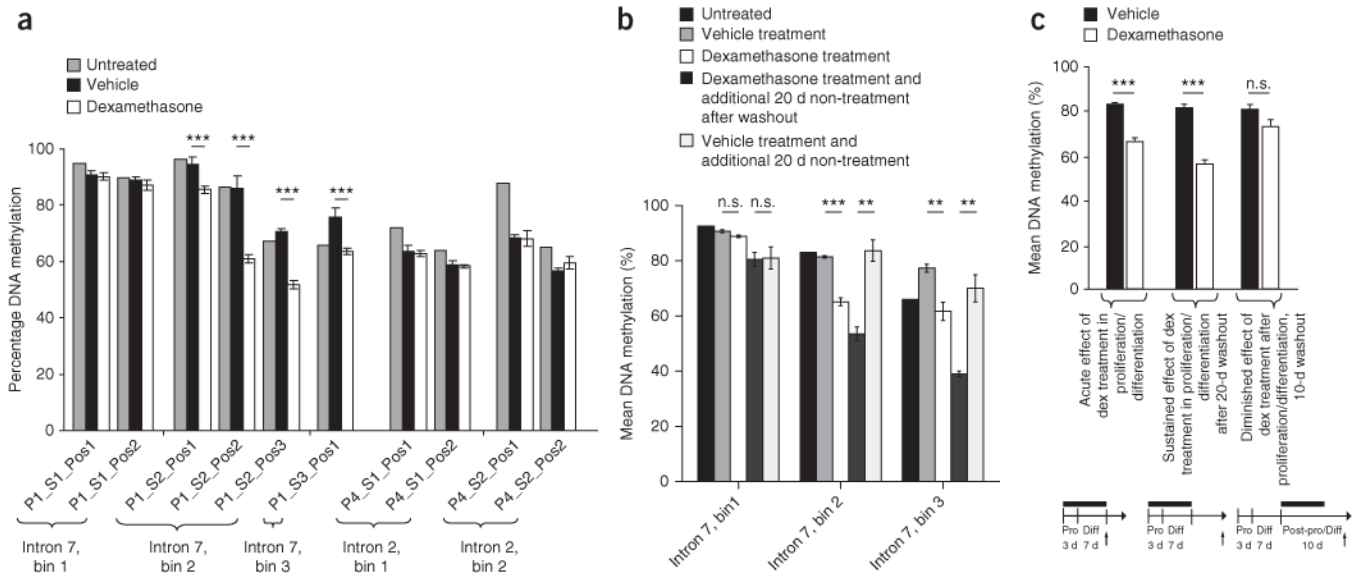 a
Untreated
Vehicle
Dexamethasone
Percentage DNA methylation
100
80
60
40
20
0
***
***
***
***
P1_S1_Pos1
P1_S1_Pos2
P1_S2_Pos1
P1_S2_Pos2
P1_S2_Pos3
P1_S3_Pos1
P4_S1_Pos1
P4_S1_Pos2
P4_S2_Pos1
P4_S2_Pos2
Intron 7,
bin 1
Intron 7,
bin 2
Intron 7,
bin 3
Intron 2,
bin 1
Intron 2,
bin 2
b
Untreated
Vehicle treatment
Dexamethasone treatment
Dexamethasone treatment and
additional 20 d non-treatment
after washout
Vehicle treatment and
additional 20 d non-treatment
Mean DNA methylation (%)
100
80
60
40
20
0
n.s.
n.s.
***
**
**
**
Intron 7, bin1
Intron 7, bin 2
Intron 7, bin 3
c
Vehicle
Dexamethasone
Mean DNA methylation (%)
100
80
60
80
20
0
***
***
n.s.
Acute effect of
dex treatment in
proliferation/
differentiation
Sustained effect of dex
treatment in proliferation/
differentiation
after 20-d washout
Diminished effect of
dex treatment after
proliferation/differentiation,
10-d washout
Pro Diff
3 d 7 d
Pro Diff
3 d 7 d
Pro Diff Post-pro/Diff
3 d 7 d 10 d